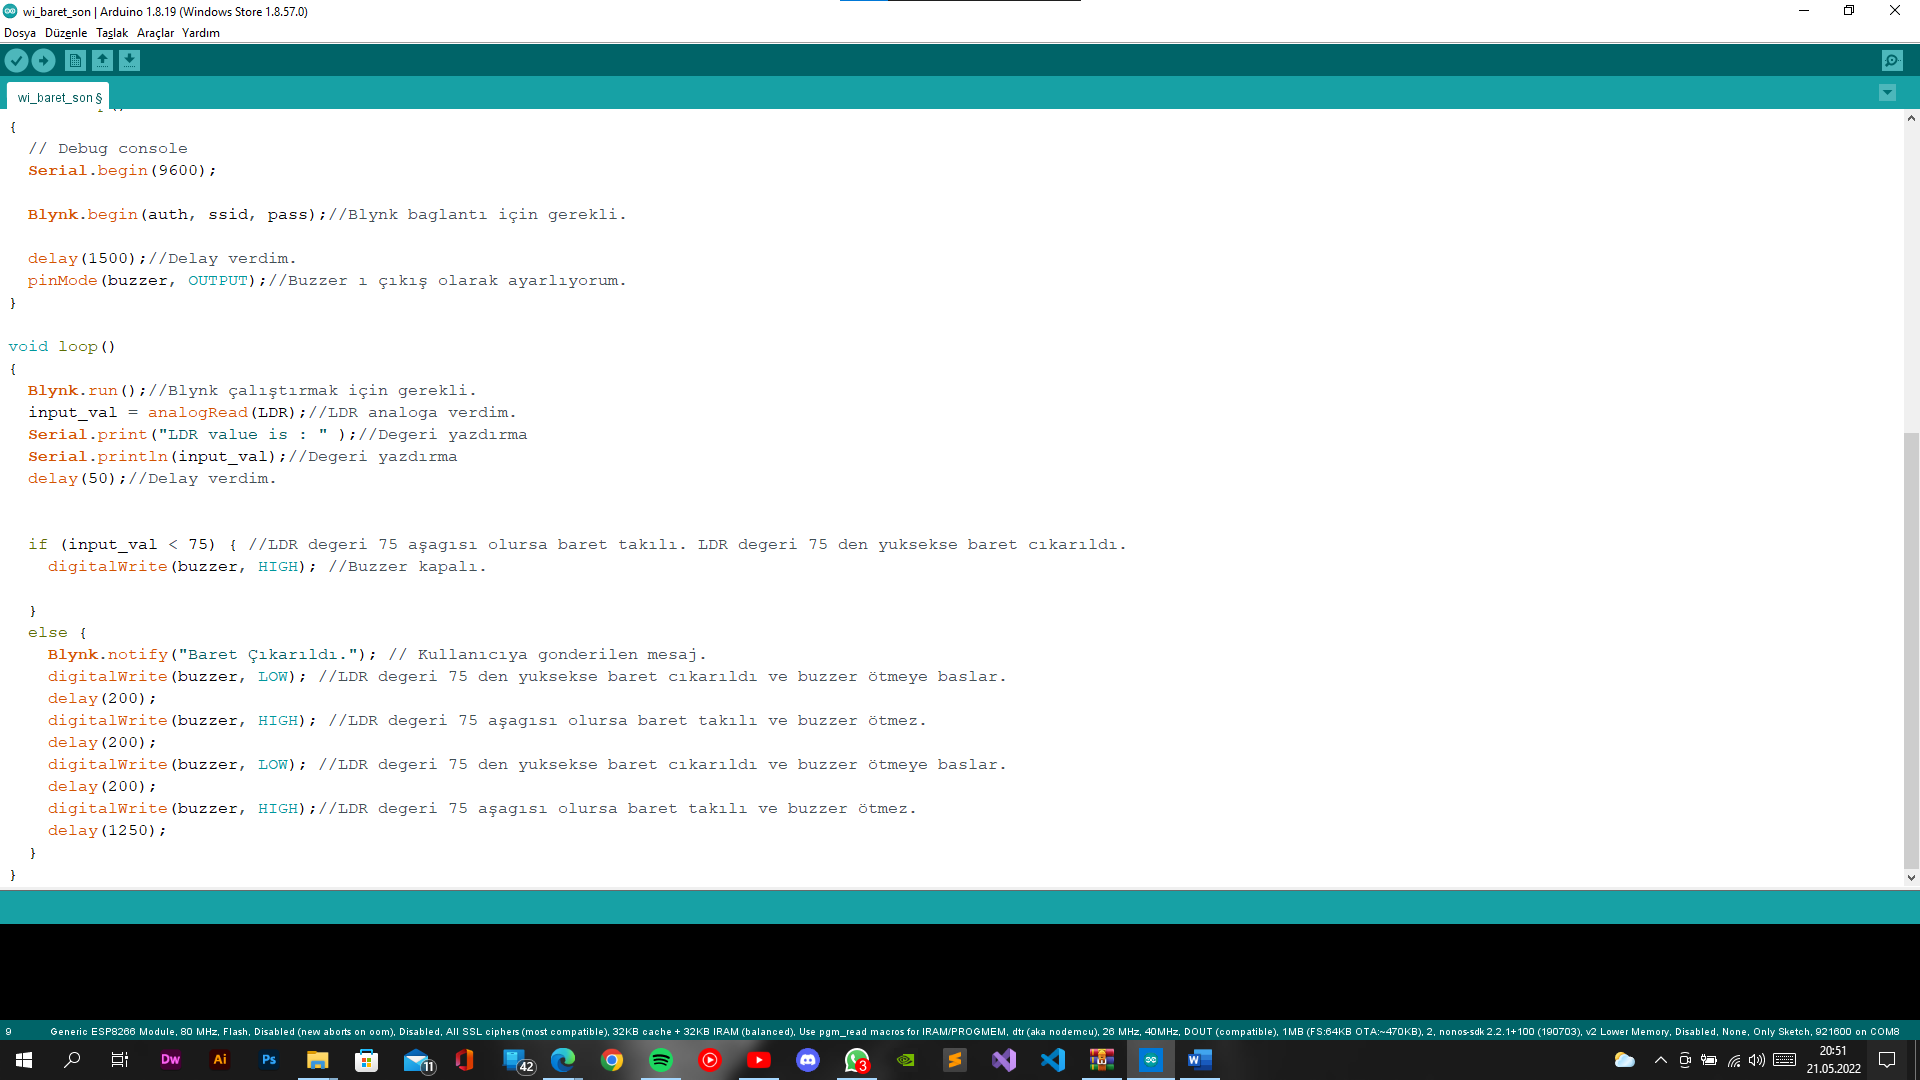 wi_baret_son | Arduino 1.8.19 (Windows Store 1.8.57.0)
Dosya Düzenle Taslak Araçlar Yardım
wi_baret_son §
{
// Debug console
Serial.begin(9600);
Blynk.begin(auth, ssid, pass);//Blynk baglantı için gerekli.
delay(1500);//Delay verdim.
pinMode(buzzer, OUTPUT);//Buzzer ı çıkış olarak ayarlıyorum.
}
void loop()
{
Blynk.run();//Blynk çalıştırmak için gerekli.
input_val = analogRead(LDR);//LDR analoga verdim.
Serial.print("LDR value is : " );//Degeri yazdırma
Serial.println(input_val);//Degeri yazdırma
delay(50);//Delay verdim.
if (input_val < 75) { //LDR degeri 75 aşagısı olursa baret takılı. LDR degeri 75 den yuksekse baret cıkarıldı.
digitalWrite(buzzer, HIGH); //Buzzer kapalı.
}
else {
Blynk.notify("Baret Çıkarıldı."); // Kullanıcıya gonderilen mesaj.
digitalWrite(buzzer, LOW); //LDR degeri 75 den yuksekse baret cıkarıldı ve buzzer ötmeye baslar.
delay(200);
digitalWrite(buzzer, HIGH); //LDR degeri 75 aşagısı olursa baret takılı ve buzzer ötmez.
delay(200);
digitalWrite(buzzer, LOW); //LDR degeri 75 den yuksekse baret cıkarıldı ve buzzer ötmeye baslar.
delay(200);
digitalWrite(buzzer, HIGH);//LDR degeri 75 aşagısı olursa baret takılı ve buzzer ötmez.
delay(1250);
}
}
9 Generic ESP8266 Module, 80 MHz, Flash, Disabled (new aborts on oom), Disabled, All SSL ciphers (most compatible), 32KB cache + 32KB IRAM (balanced), Use pgm_read macros for IRAM/PROGMEM, dtr (aka nodemcu), 26 MHz, 40MHz, DOUT (compatible), 1MB (FS:64KB OTA:~470KB), 2, nonos-sdk 2.2.1+100 (190703), v2 Lower Memory, Disabled, None, Only Sketch, 921600 on COM8
Dw Ai Ps 11 42 3 W
20:51
21.05.2022